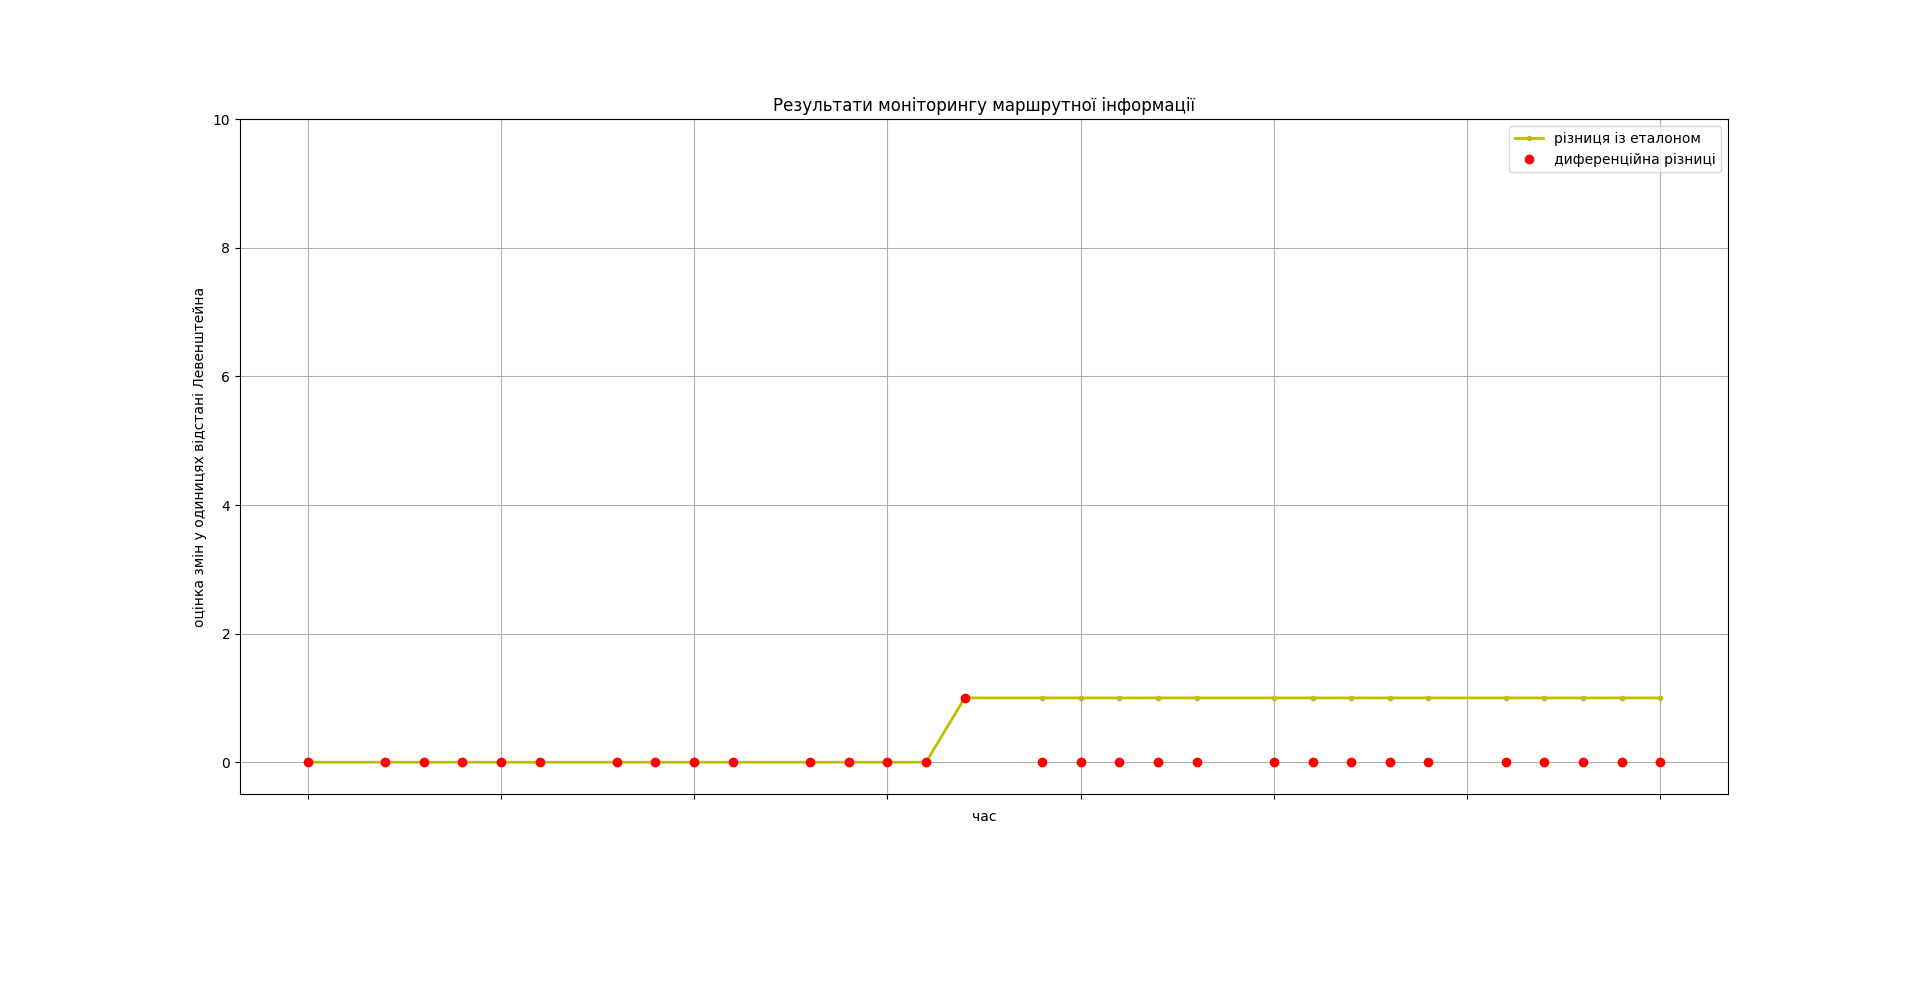 Результати моніторингу маршрутної інформації
10
8
6
4
2
0
оцінка змін у одиницях відстані Левенштейна
різниця із еталоном
диференційна різниці
час